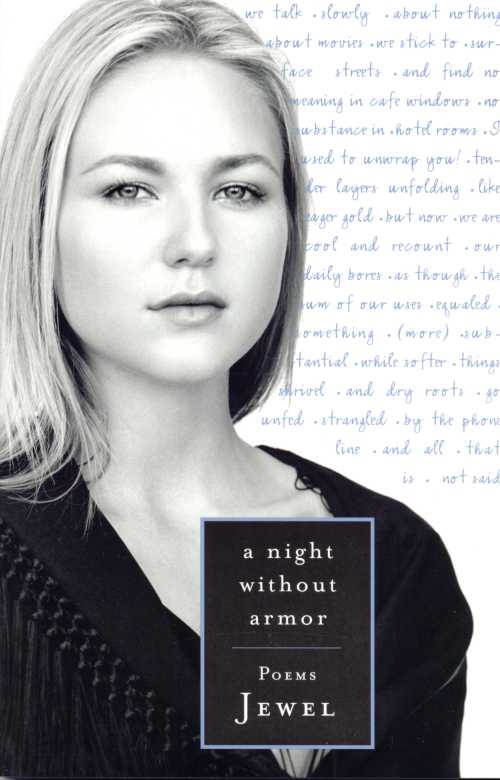 we talk . slowly . about nothing
about movies . we stick to . sur-
face streets . and find no
meaning in cafe windows . no
substance in . hotel rooms . I
used to unwrap you! . ten-
der layers unfolding . like
eager gold . but now . we are
cool and recount . our
daily bores . as though . the
sum of our uses . equaled .
something . (more) . sub-
tantial . while softer . things
shrivel . and dry roots . go
unfed . strangled . by the phone
line . and all . that
is . not said
a night
without
armor
POEMS
JEWEL